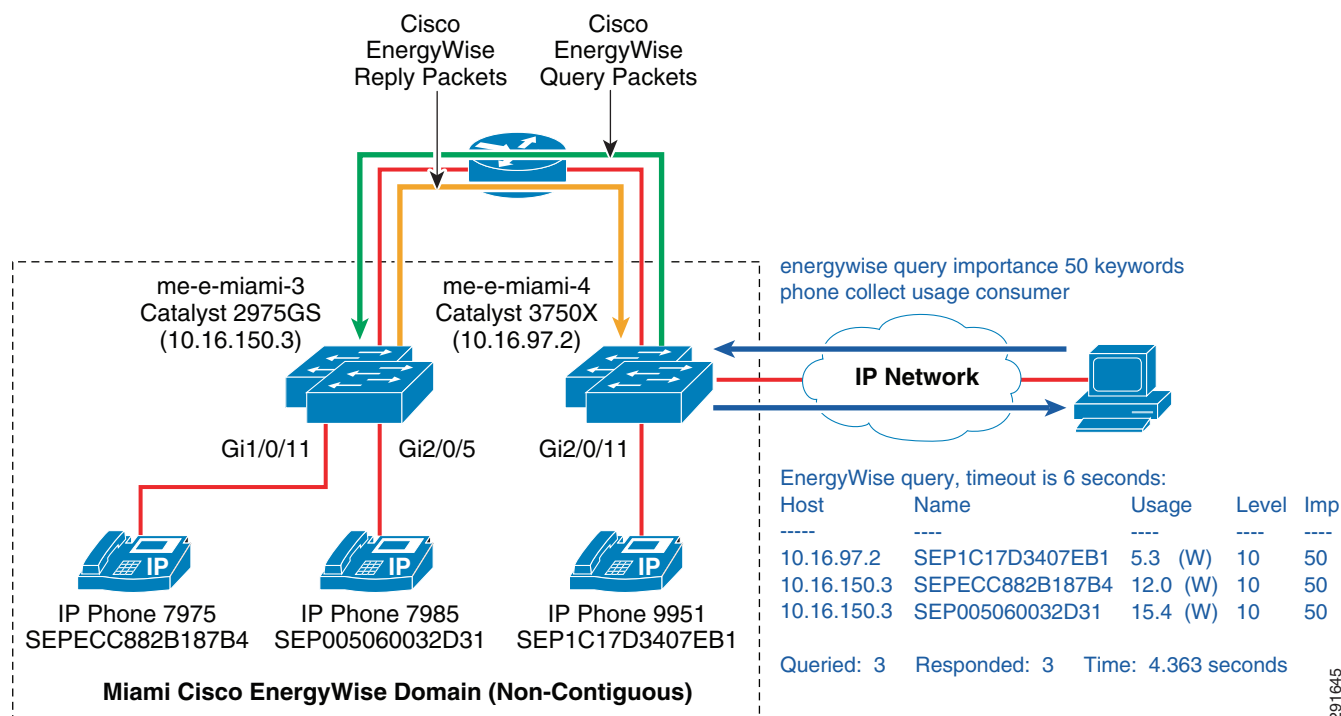 Cisco
EnergyWise
Reply Packets
Cisco
EnergyWise
Query Packets
me-e-miami-3
Catalyst 2975GS
(10.16.150.3)
me-e-miami-4
Catalyst 3750X
(10.16.97.2)
energywise query importance 50 keywords
phone collect usage consumer
IP Network
Gi1/0/11
Gi2/0/5
Gi2/0/11
IP
IP
IP
IP Phone 7975
SEPECC882B187B4
IP Phone 7985
SEP005060032D31
IP Phone 9951
SEP1C17D3407EB1
EnergyWise query, timeout is 6 seconds:
Host Name Usage Level Imp
----- ---- ---- ---- ----
10.16.97.2 SEP1C17D3407EB1 5.3 (W) 10 50
10.16.150.3 SEPECC882B187B4 12.0 (W) 10 50
10.16.150.3 SEP005060032D31 15.4 (W) 10 50
Queried: 3 Responded: 3 Time: 4.363 seconds
Miami Cisco EnergyWise Domain (Non-Contiguous)
291645